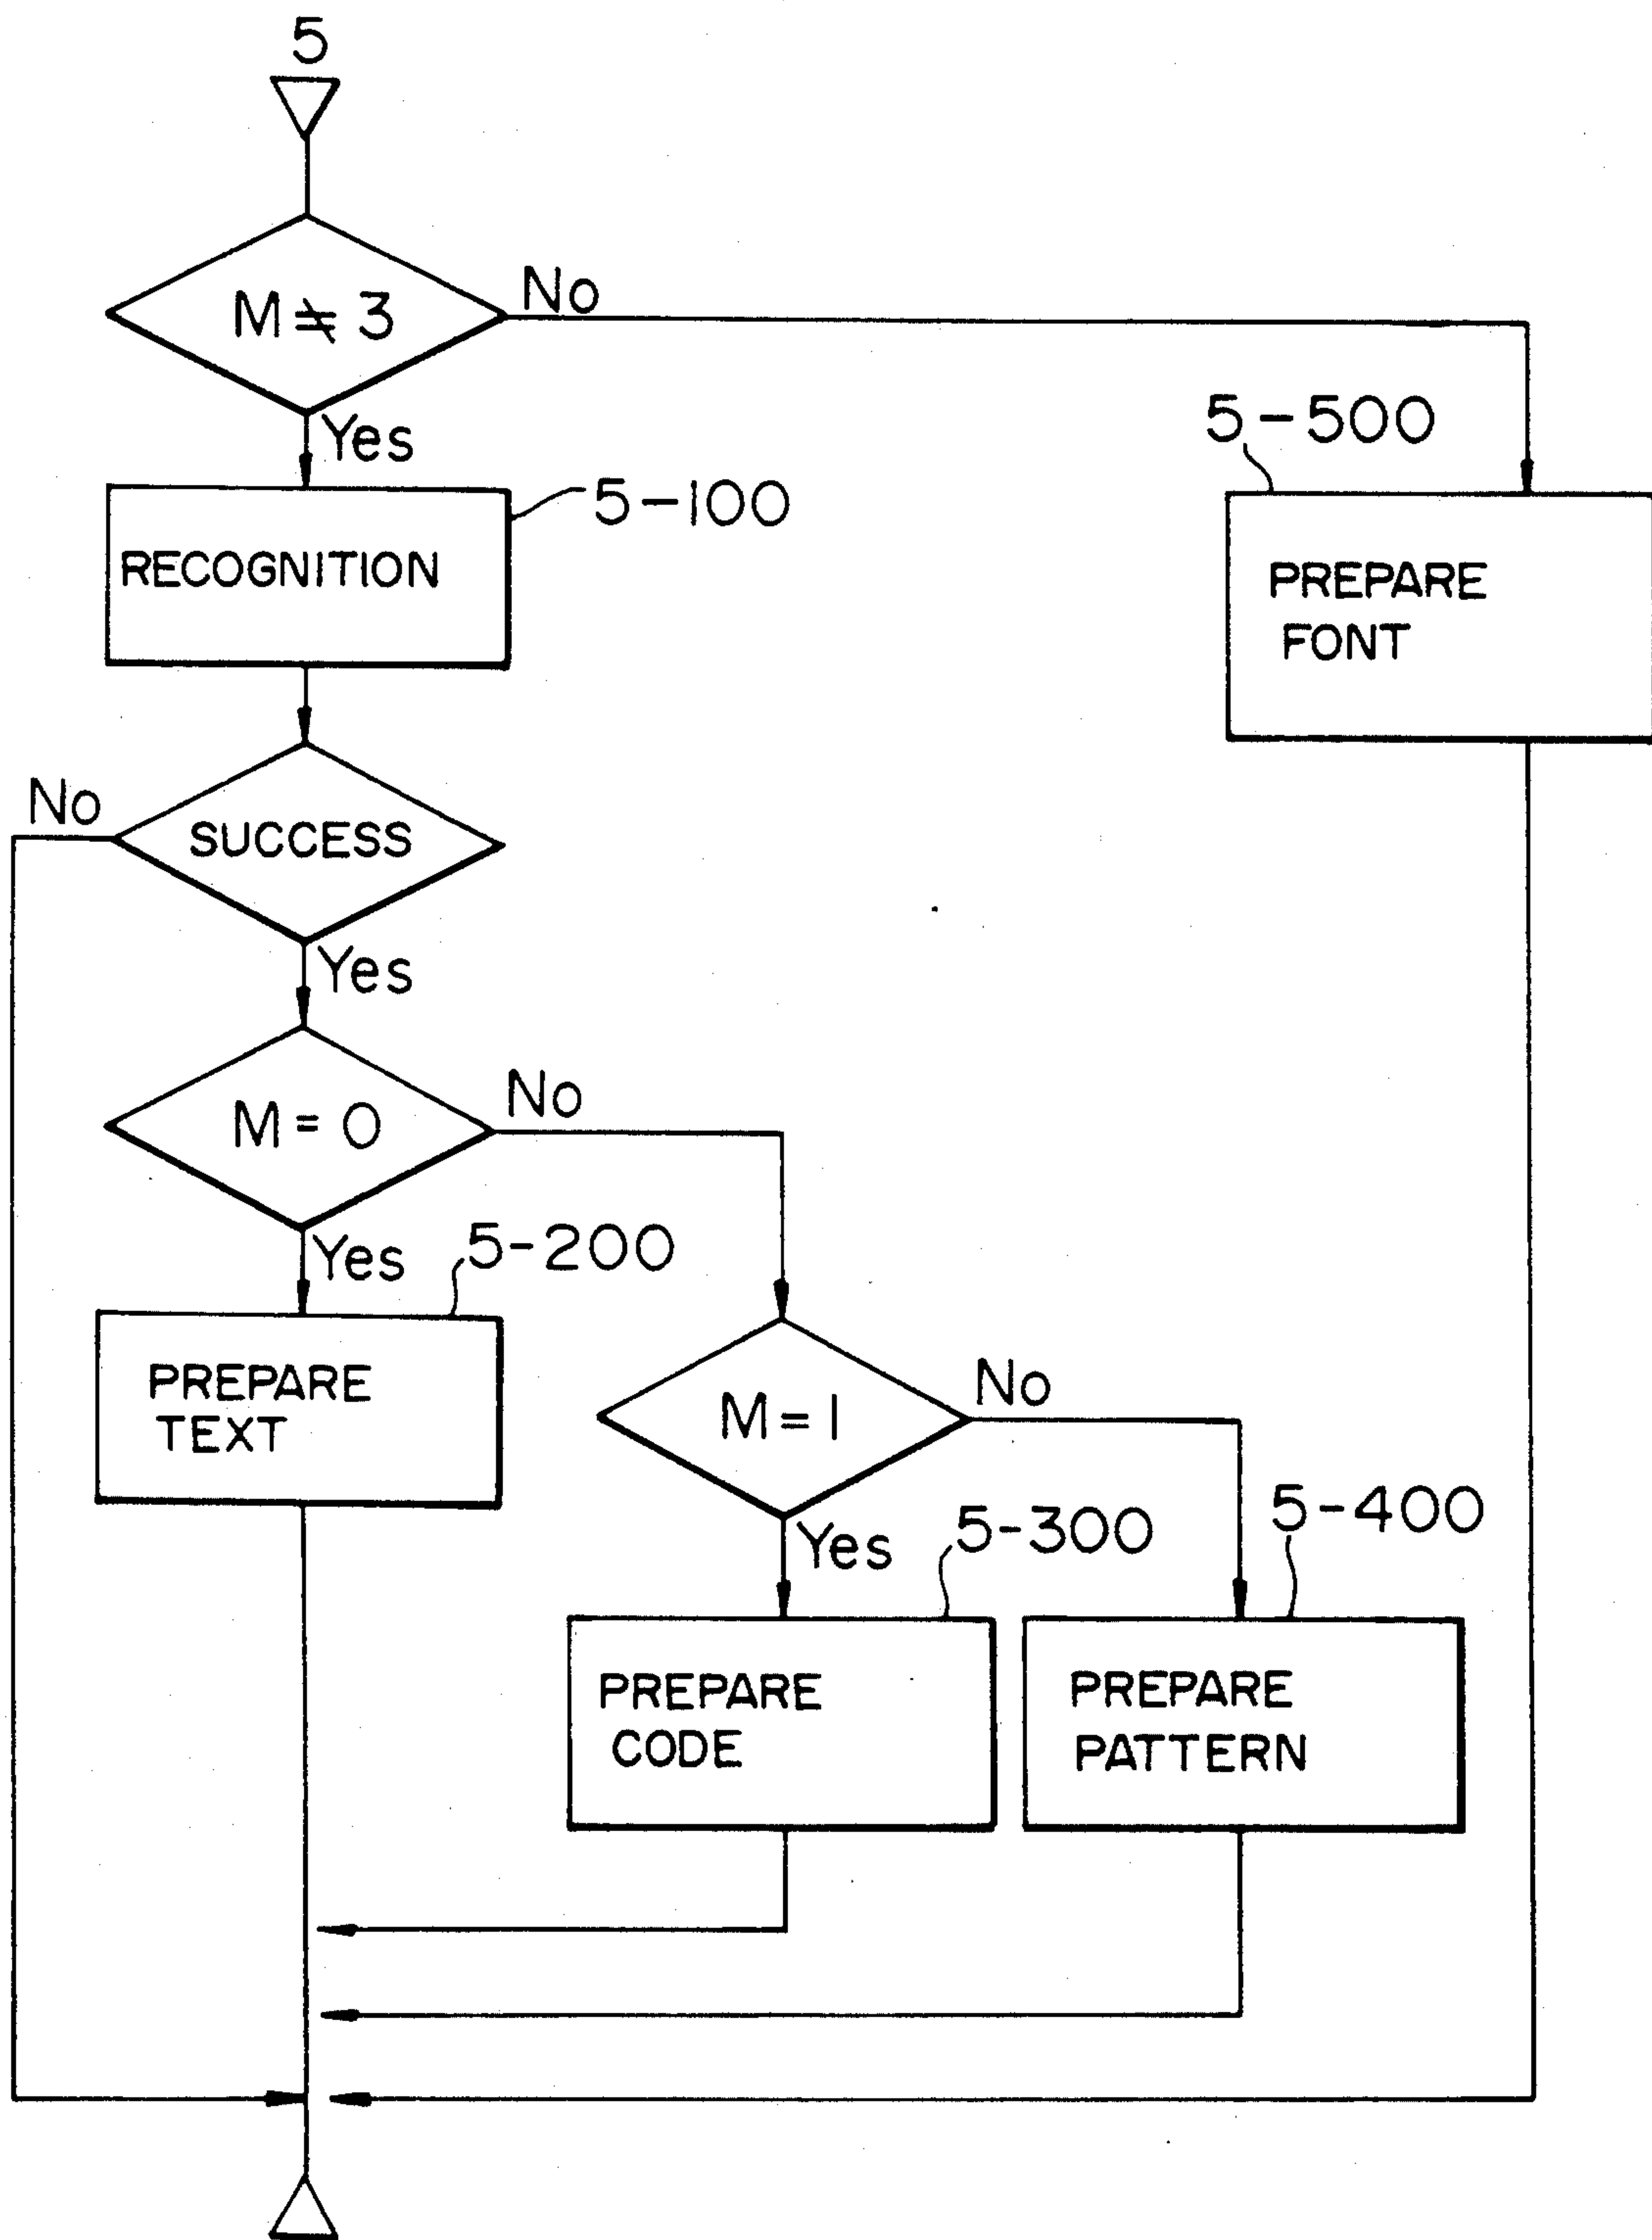 5
M ≠ 3
No
Yes
5-500
5-100
RECOGNITION
PREPARE
FONT
No
SUCCESS
Yes
M = 0
No
Yes
5-200
PREPARE
TEXT
M = 1
No
Yes
5-300
5-400
PREPARE
CODE
PREPARE
PATTERN